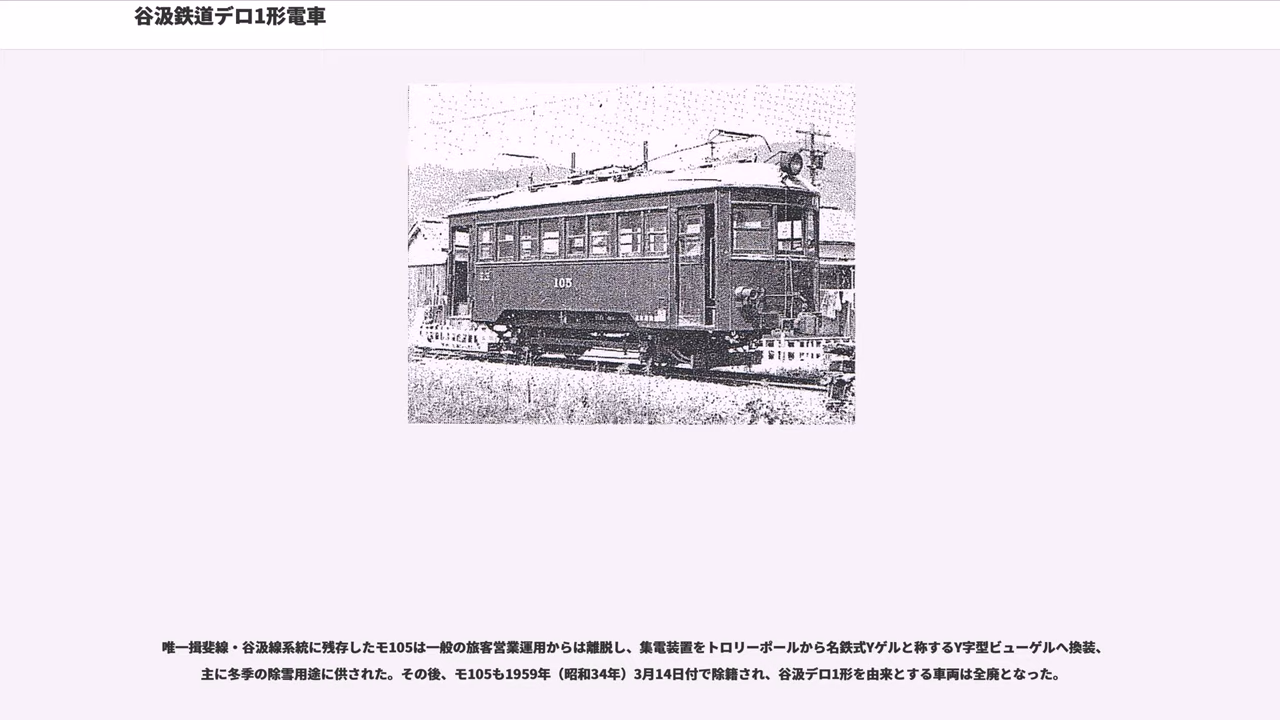 谷汲鉄道デロ1形電車
105
唯一揖斐線・谷汲線系統に残存したモ105は一般の旅客営業運用からは離脱し、集電装置をトロリーポールから名鉄式Yゲルと称するY字型ビューゲルへ換装、
主に冬季の除雪用途に供された。その後、モ105も1959年（昭和34年）3月14日付で除籍され、谷汲デロ1形を由来とする車両は全廃となった。